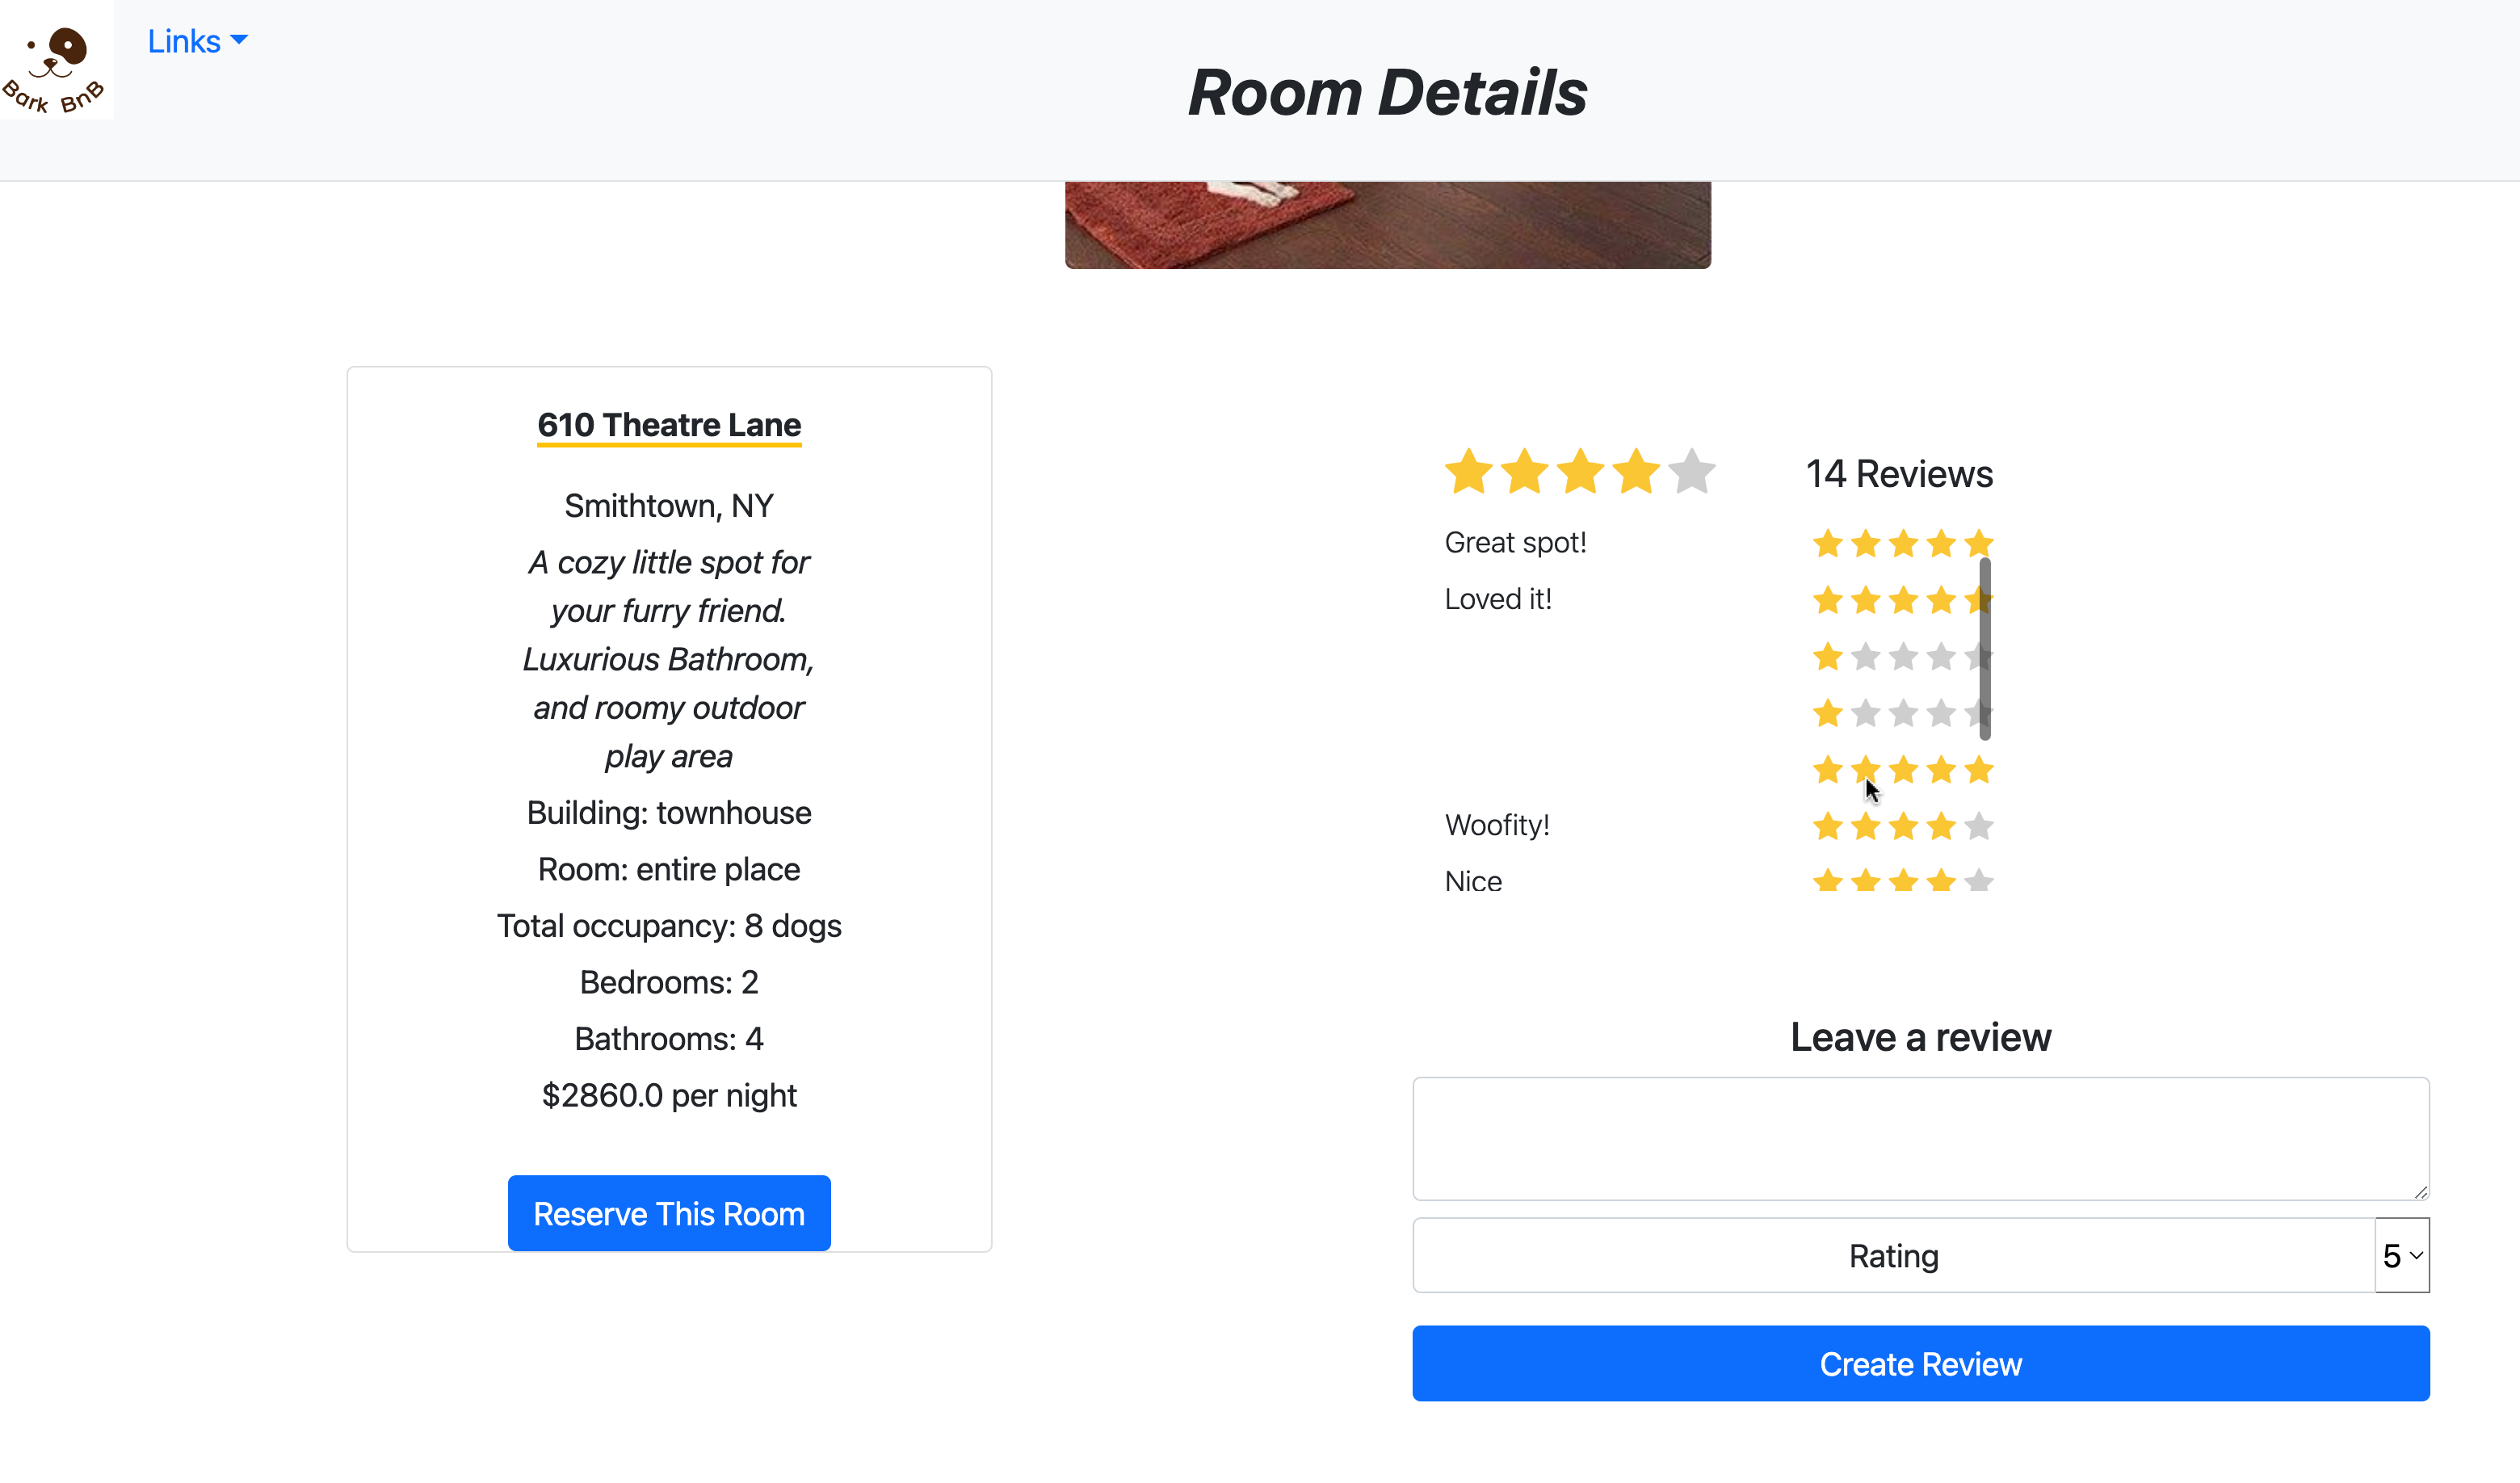 Bark BnB
Links
Room Details
610 Theatre Lane
Smithtown, NY
A cozy little spot for
your furry friend.
Luxurious Bathroom,
and roomy outdoor
play area
Building: townhouse
Room: entire place
Total occupancy: 8 dogs
Bedrooms: 2
Bathrooms: 4
$2860.0 per night
Reserve This Room
14 Reviews
Great spot!
Loved it!
Woofity!
Nice
Leave a review
Rating 5
Create Review